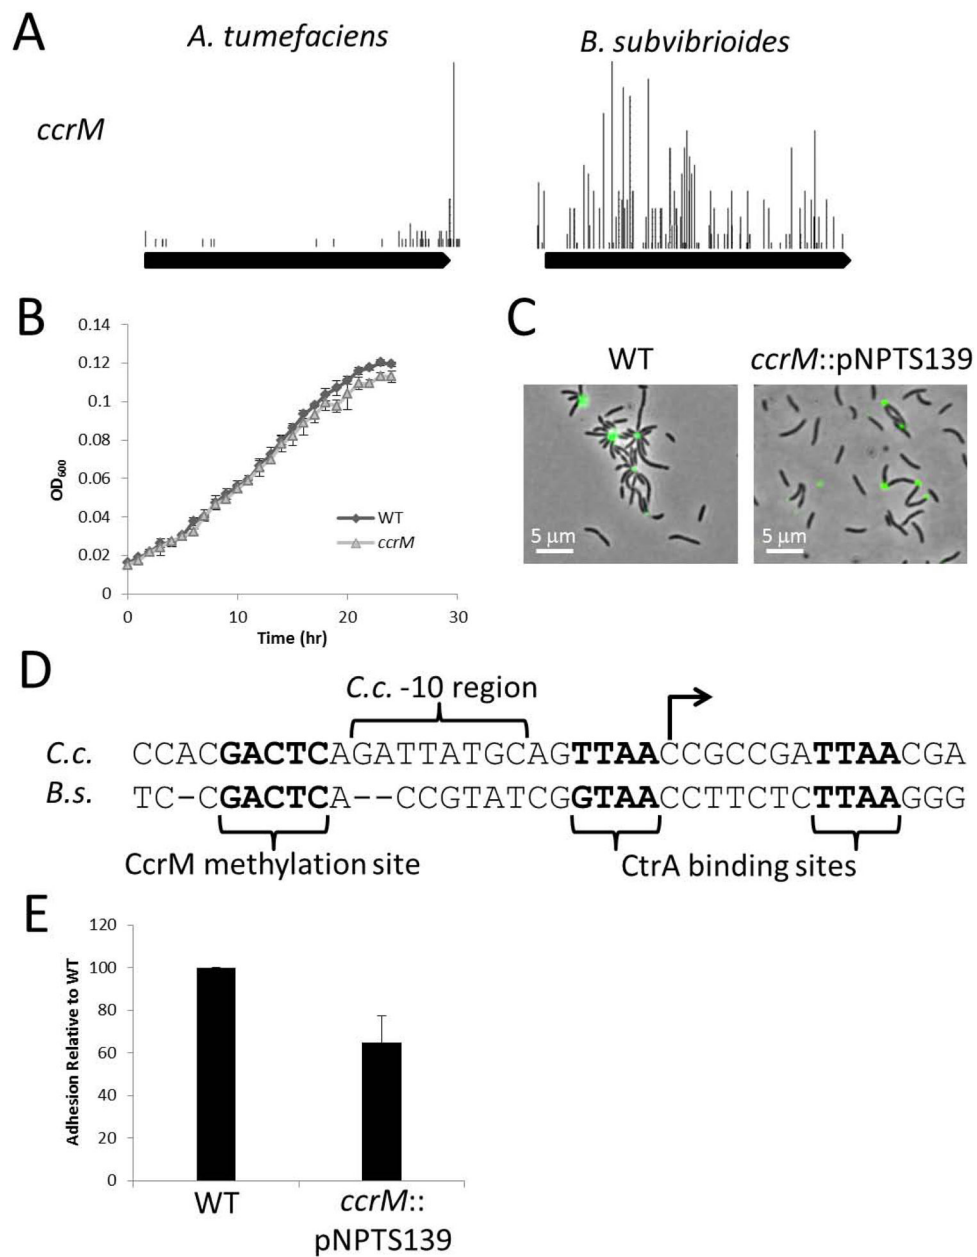 A
A. tumefaciens
B. subvibrioides
ccrM
B
0.14
0.12
0.1
0.08
0.06
0.04
0.02
0
OD600
WT
ccrM
0
10
20
30
Time (hr)
C
WT
ccrM::pNPTS139
5 μm
5 μm
D
C.c. -10 region
C.c.
CCACGACTCAGATTATGCAGTTAACCGCCGATTAACGA
B.s.
TC-CGACTCA--CCGTATCGGTAACCTTCTCTTAAGGG
CcrM methylation site
CtrA binding sites
E
120
100
80
60
40
20
0
Adhesion Relative to WT
WT
ccrM::
pNPTS139